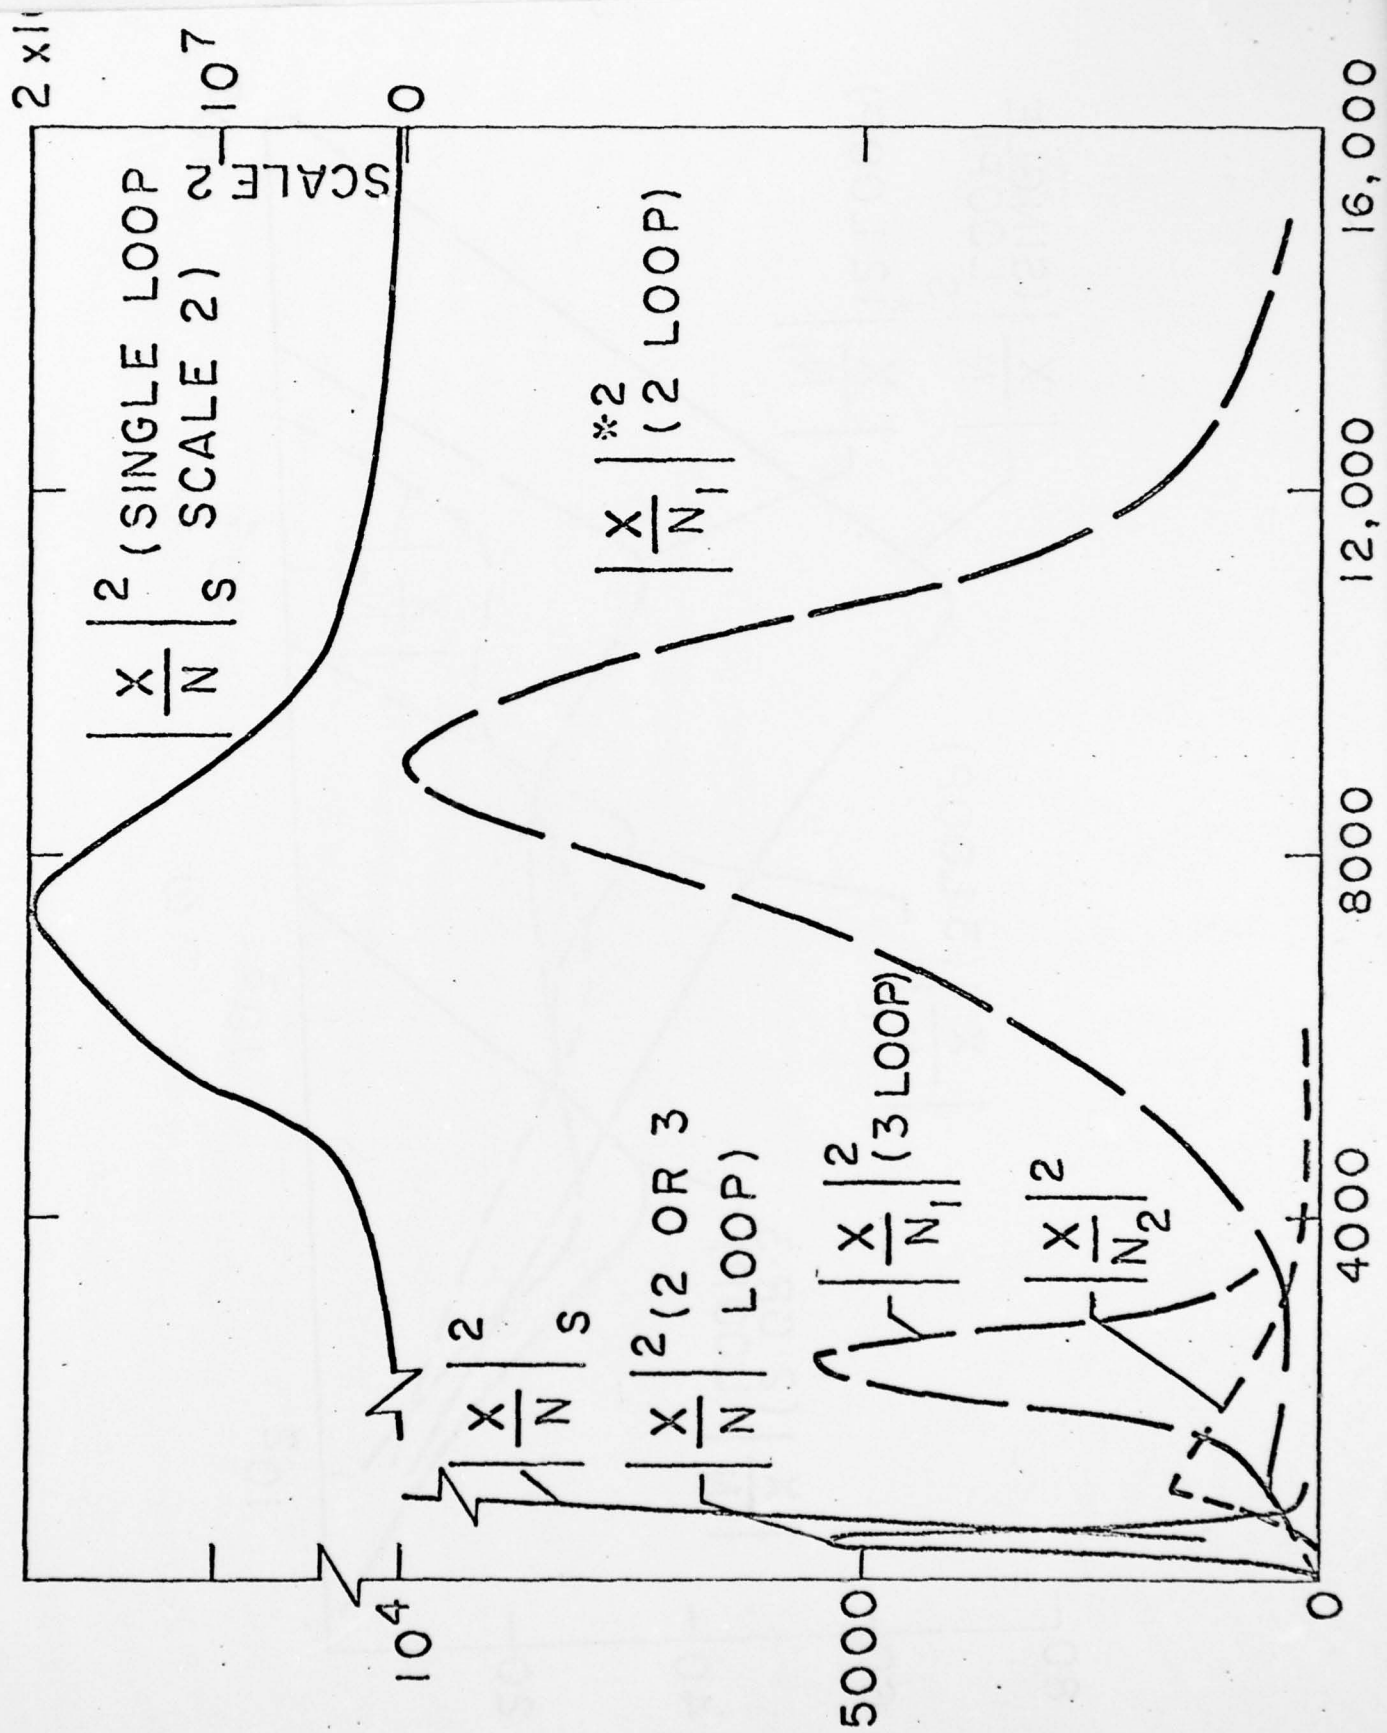 2 x1
10⁷
0
SCALE 2
|X/N|²S (SINGLE LOOP
SCALE 2)
|X/N₁|*² (2 LOOP)
|X/N|²S
|X/N|² (2 OR 3
LOOP)
|X/N₁|² (3 LOOP)
|X/N₂|²
10⁴
5000
0
4000
8000
12,000
16,000